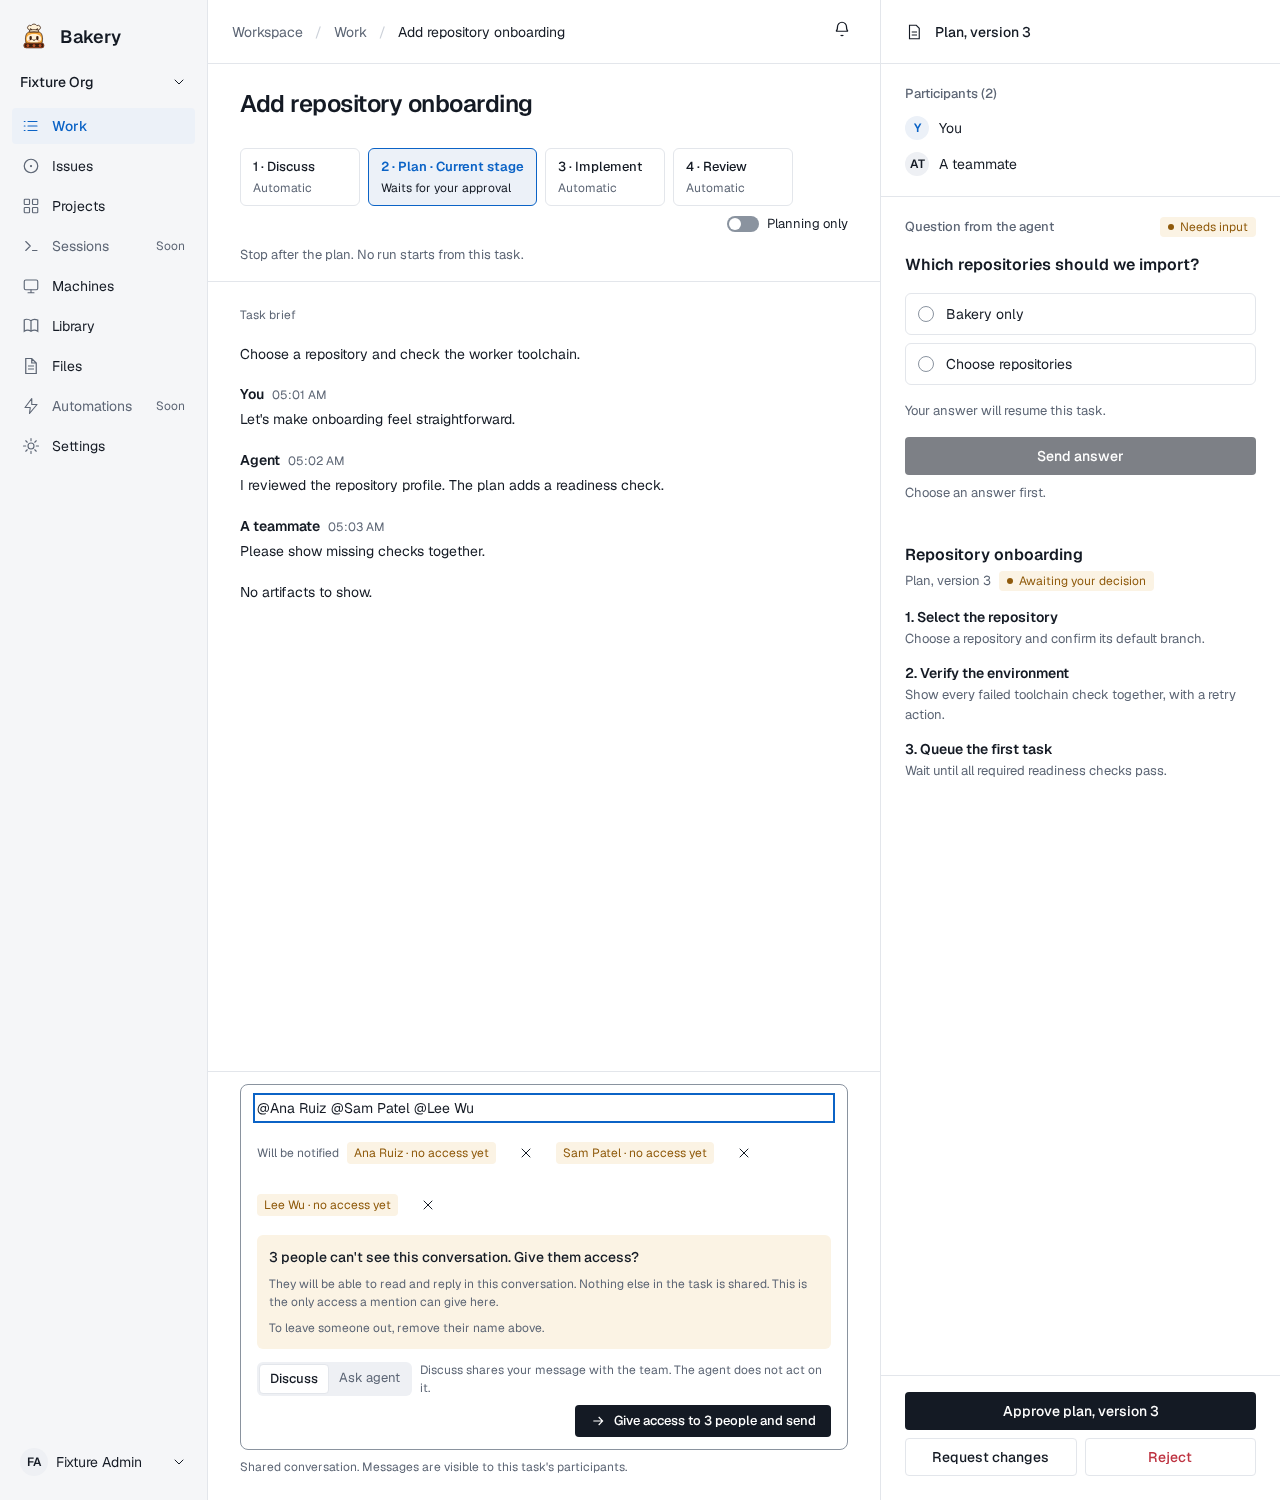 Bakery
Fixture Org
Work
Issues
Projects
Sessions Soon
Machines
Library
Files
Automations Soon
Settings
FA Fixture Admin
Workspace / Work / Add repository onboarding
Add repository onboarding
1 · Discuss
Automatic
2 · Plan · Current stage
Waits for your approval
3 · Implement
Automatic
4 · Review
Automatic
Planning only
Stop after the plan. No run starts from this task.
Task brief
Choose a repository and check the worker toolchain.
You 05:01 AM
Let's make onboarding feel straightforward.
Agent 05:02 AM
I reviewed the repository profile. The plan adds a readiness check.
A teammate 05:03 AM
Please show missing checks together.
No artifacts to show.
@Ana Ruiz @Sam Patel @Lee Wu
Will be notified Ana Ruiz · no access yet Sam Patel · no access yet
Lee Wu · no access yet
3 people can't see this conversation. Give them access?
They will be able to read and reply in this conversation. Nothing else in the task is shared. This is
the only access a mention can give here.
To leave someone out, remove their name above.
Discuss Ask agent
Discuss shares your message with the team. The agent does not act on
it.
Give access to 3 people and send
Shared conversation. Messages are visible to this task's participants.
Plan, version 3
Participants (2)
Y You
AT A teammate
Question from the agent Needs input
Which repositories should we import?
Bakery only
Choose repositories
Your answer will resume this task.
Send answer
Choose an answer first.
Repository onboarding
Plan, version 3 Awaiting your decision
1. Select the repository
Choose a repository and confirm its default branch.
2. Verify the environment
Show every failed toolchain check together, with a retry
action.
3. Queue the first task
Wait until all required readiness checks pass.
Approve plan, version 3
Request changes Reject